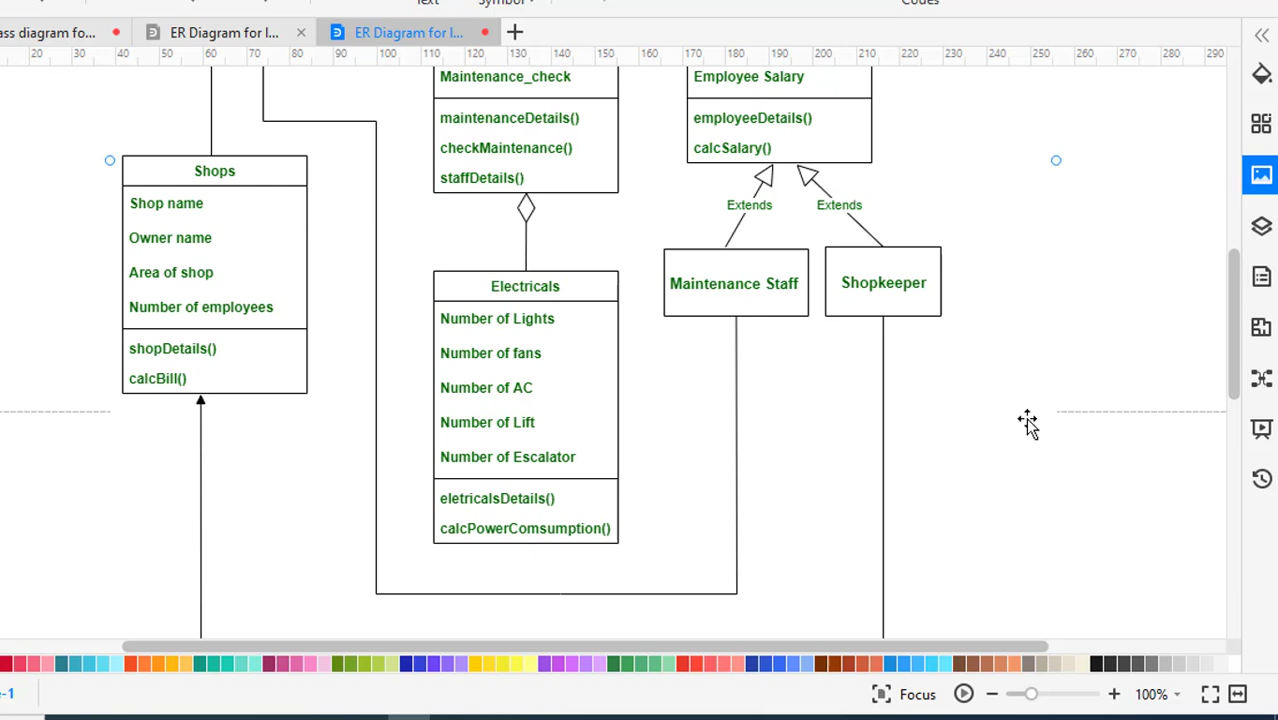 Text
Symbol
Codes
ass diagram fo...
ER Diagram for l...
ER Diagram for l...
20 30 40 50 60 70 80 90 100 110 120 130 140 150 160 170 180 190 200 210 220 230 240 250 260 270 280 290
Maintenance_check
maintenanceDetails()
checkMaintenance()
staffDetails()
Employee Salary
employeeDetails()
calcSalary()
Shops
Shop name
Owner name
Area of shop
Number of employees
shopDetails()
calcBill()
Extends
Extends
Maintenance Staff
Shopkeeper
Electricals
Number of Lights
Number of fans
Number of AC
Number of Lift
Number of Escalator
eletricalsDetails()
calcPowerComsumption()
-1
Focus
100%